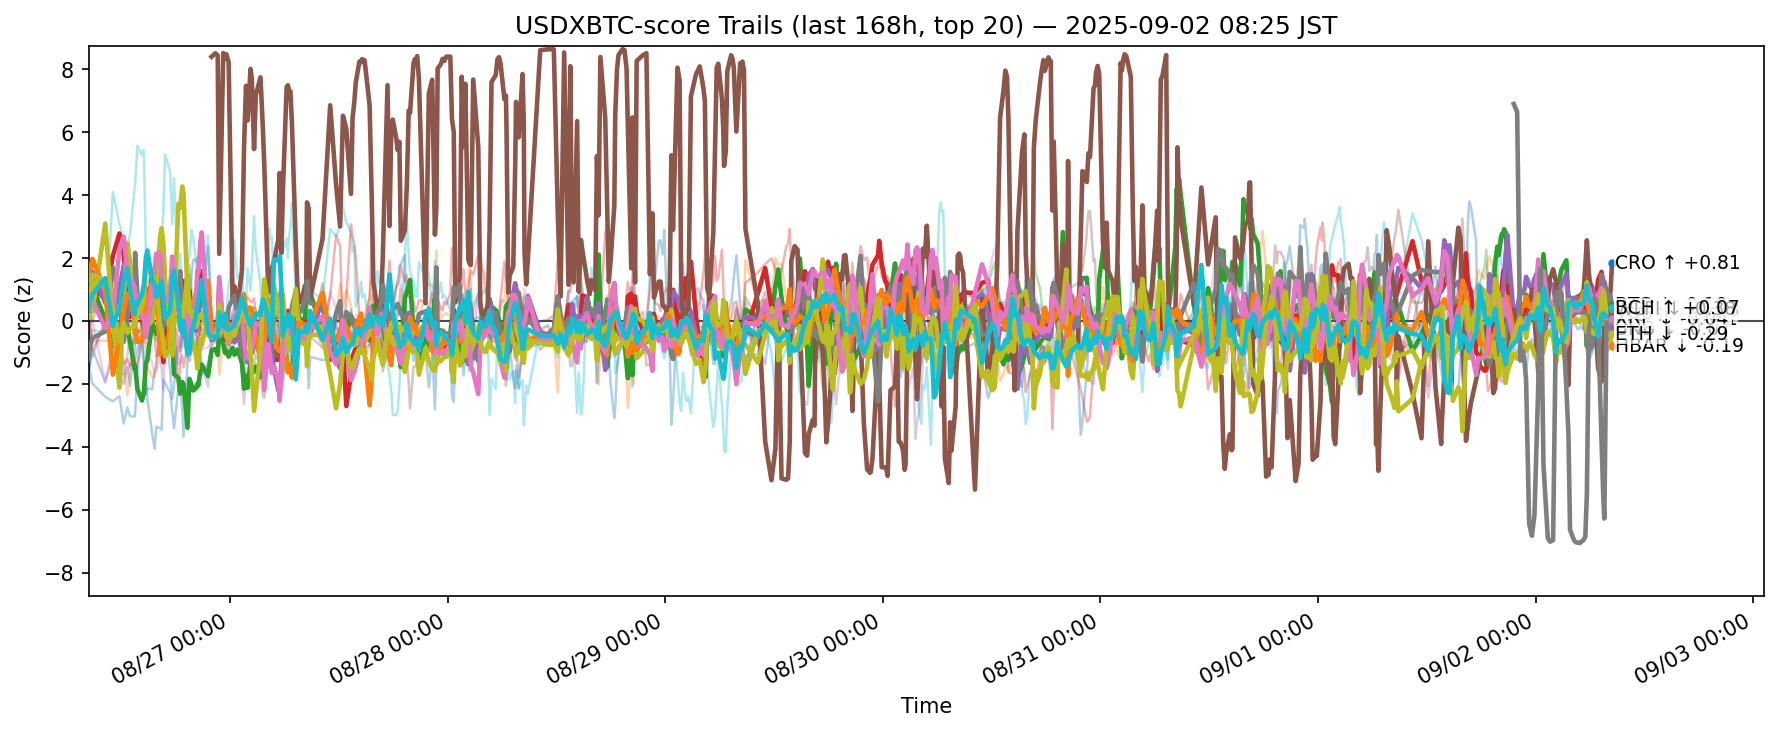 USDXBTC-score Trails (last 168h, top 20) — 2025-09-02 08:25 JST
Score (z)
8
6
4
2
0
−2
−4
−6
−8
CRO ↑ +0.81
BCH ↑ +0.07
ETH ↓ -0.29
HBAR ↓ -0.19
08/27 00:00
08/28 00:00
08/29 00:00
08/30 00:00
08/31 00:00
09/01 00:00
09/02 00:00
09/03 00:00
Time